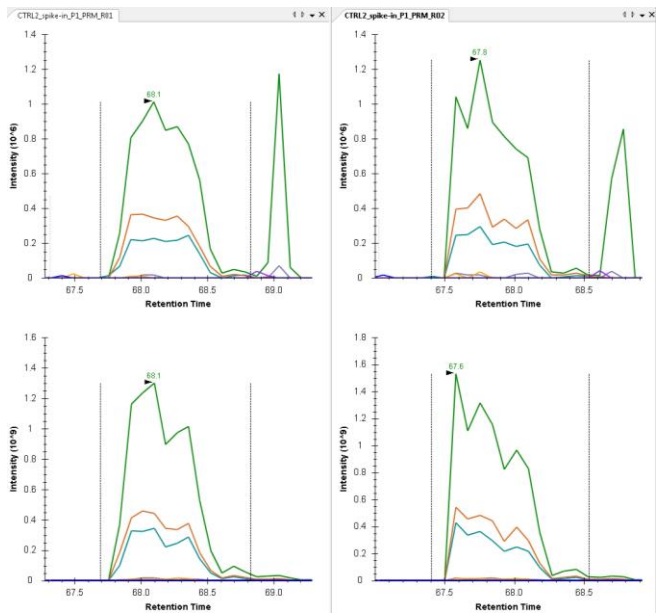 CTRL2_spike-in_P1_PRM_R01
CTRL2_spike-in_P1_PRM_R02
1.4
1.2
1
0.8
0.6
0.4
0.2
0
Intensity (10^6)
68.1
67.5 68.0 68.5 69.0
Retention Time
1.4
1.2
1
0.8
0.6
0.4
0.2
0
Intensity (10^6)
67.8
67.5 68.0 68.5
Retention Time
1.6
1.4
1.2
1
0.8
0.6
0.4
0.2
0
Intensity (10^9)
68.1
67.5 68.0 68.5 69.0
Retention Time
1.8
1.6
1.4
1.2
1
0.8
0.6
0.4
0.2
0
Intensity (10^9)
67.6
67.5 68.0 68.5
Retention Time